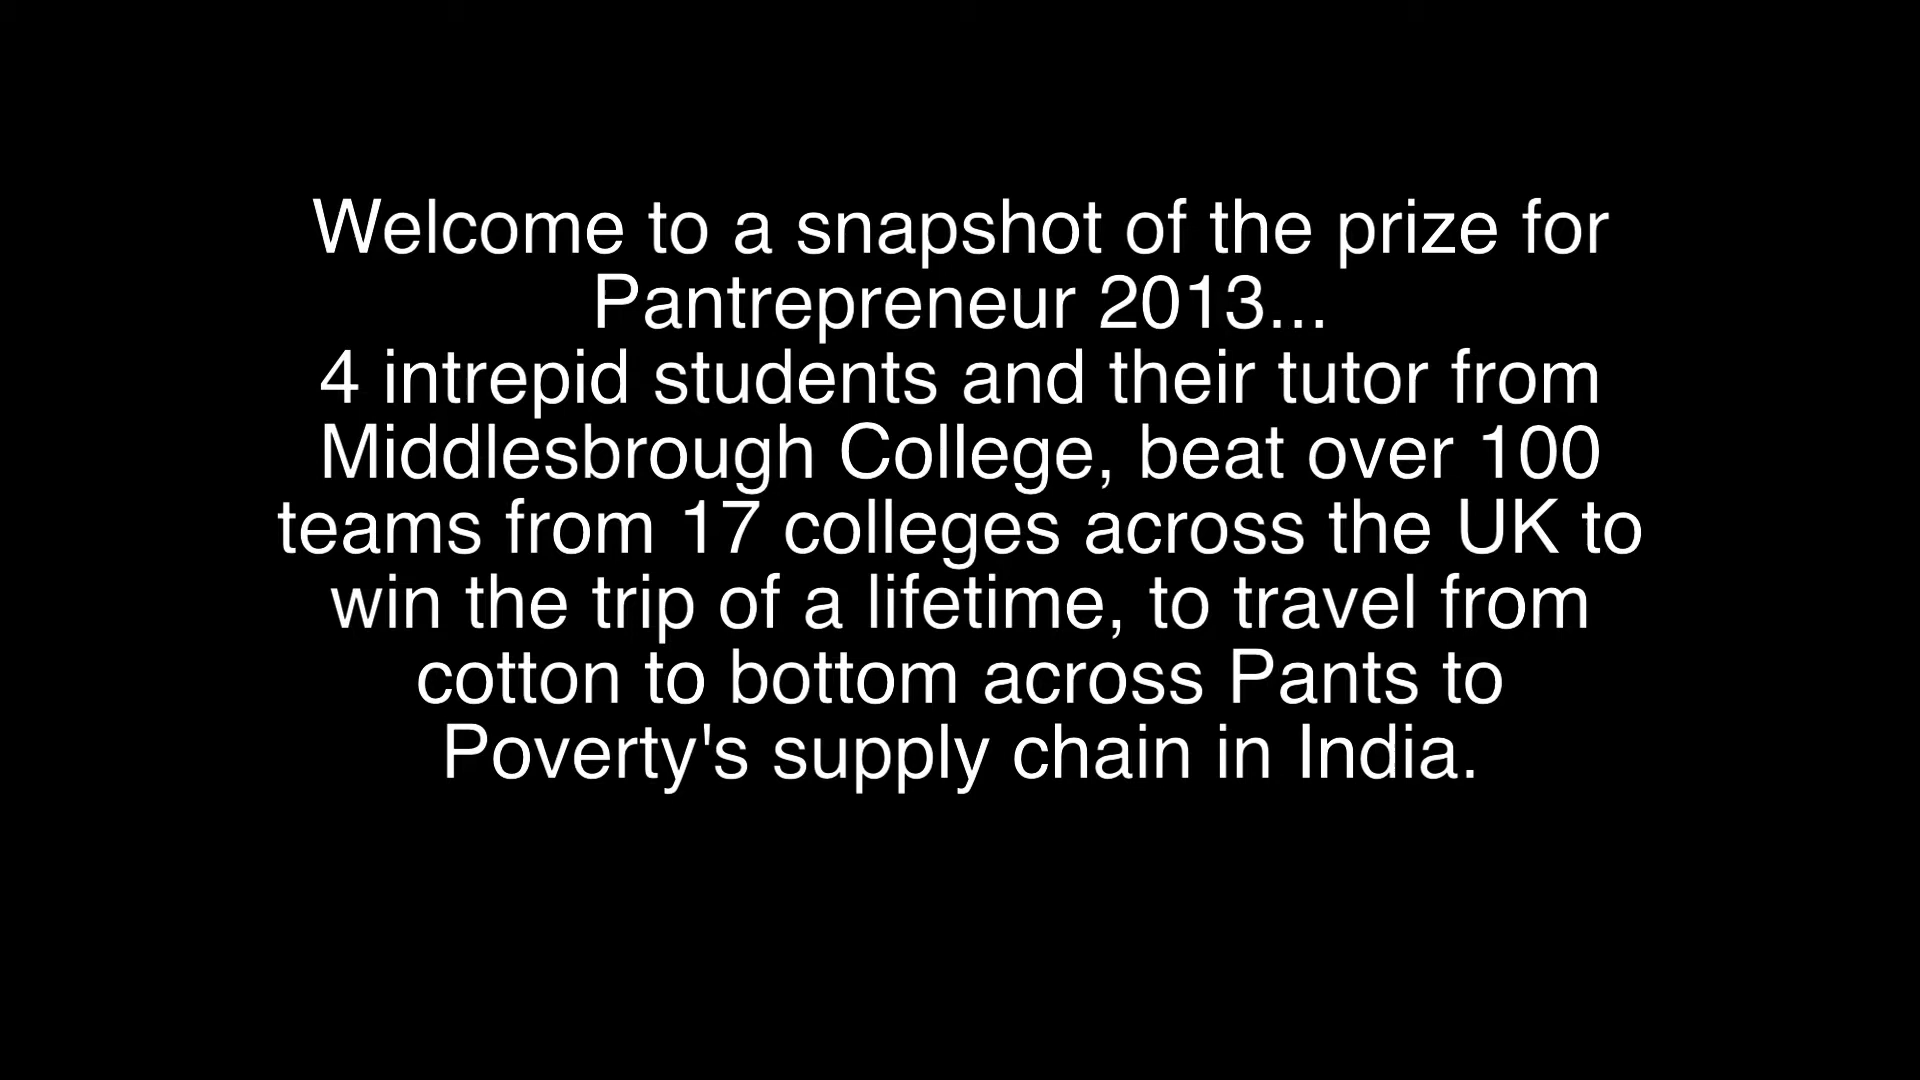 Welcome to a snapshot of the prize for
Pantrepreneur 2013...
4 intrepid students and their tutor from
Middlesbrough College, beat over 100
teams from 17 colleges across the UK to
win the trip of a lifetime, to travel from
cotton to bottom across Pants to
Poverty's supply chain in India.